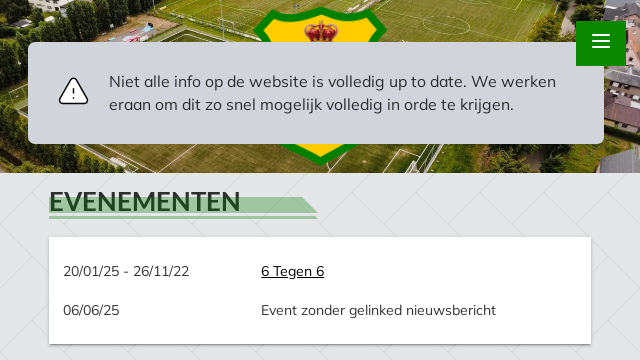 Niet alle info op de website is volledig up to date. We werken
eraan om dit zo snel mogelijk volledig in orde te krijgen.
EVENEMENTEN
20/01/25 - 26/11/22 6 Tegen 6
06/06/25 Event zonder gelinked nieuwsbericht